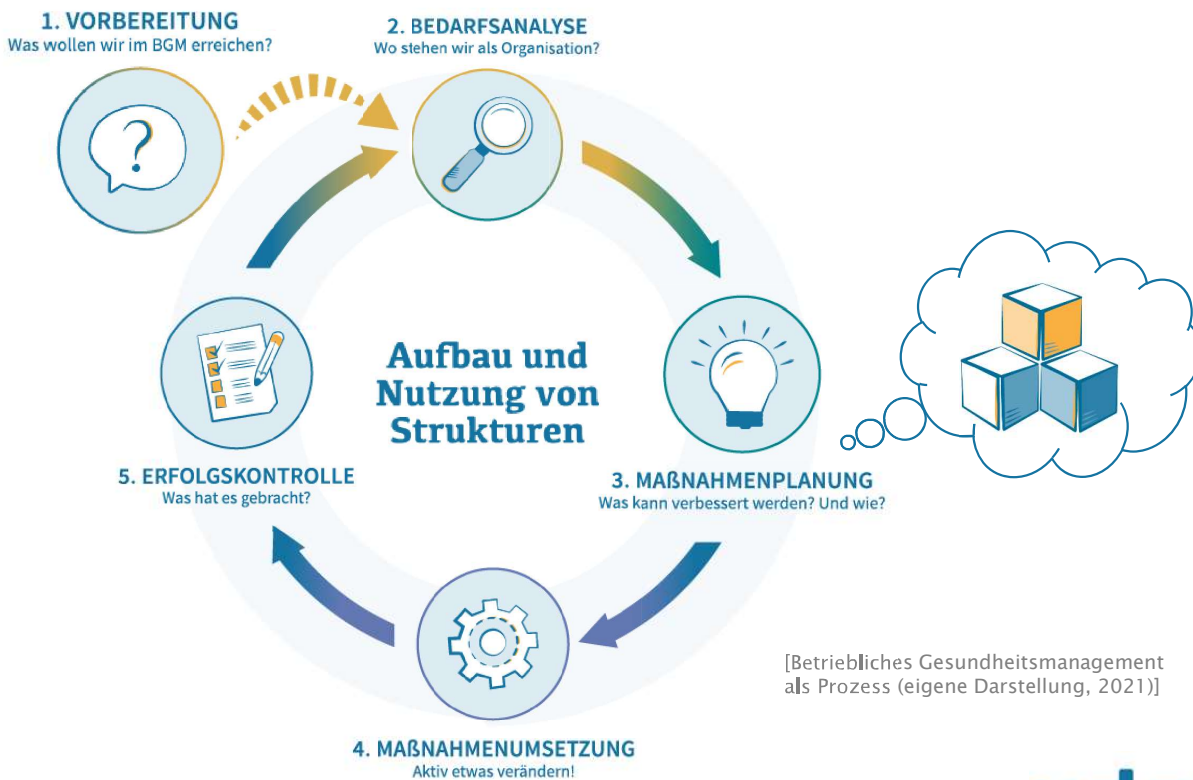 1. VORBEREITUNG
Was wollen wir im BGM erreichen?
2. BEDARFSANALYSE
Wo stehen wir als Organisation?
?
Aufbau und
Nutzung von
Strukturen
5. ERFOLGSKONTROLLE
Was hat es gebracht?
3. MAßNAHMENPLANUNG
Was kann verbessert werden? Und wie?
[Betriebliches Gesundheitsmanagement
als Prozess (eigene Darstellung, 2021)]
4. MAßNAHMENUMSETZUNG
Aktiv etwas verändern!